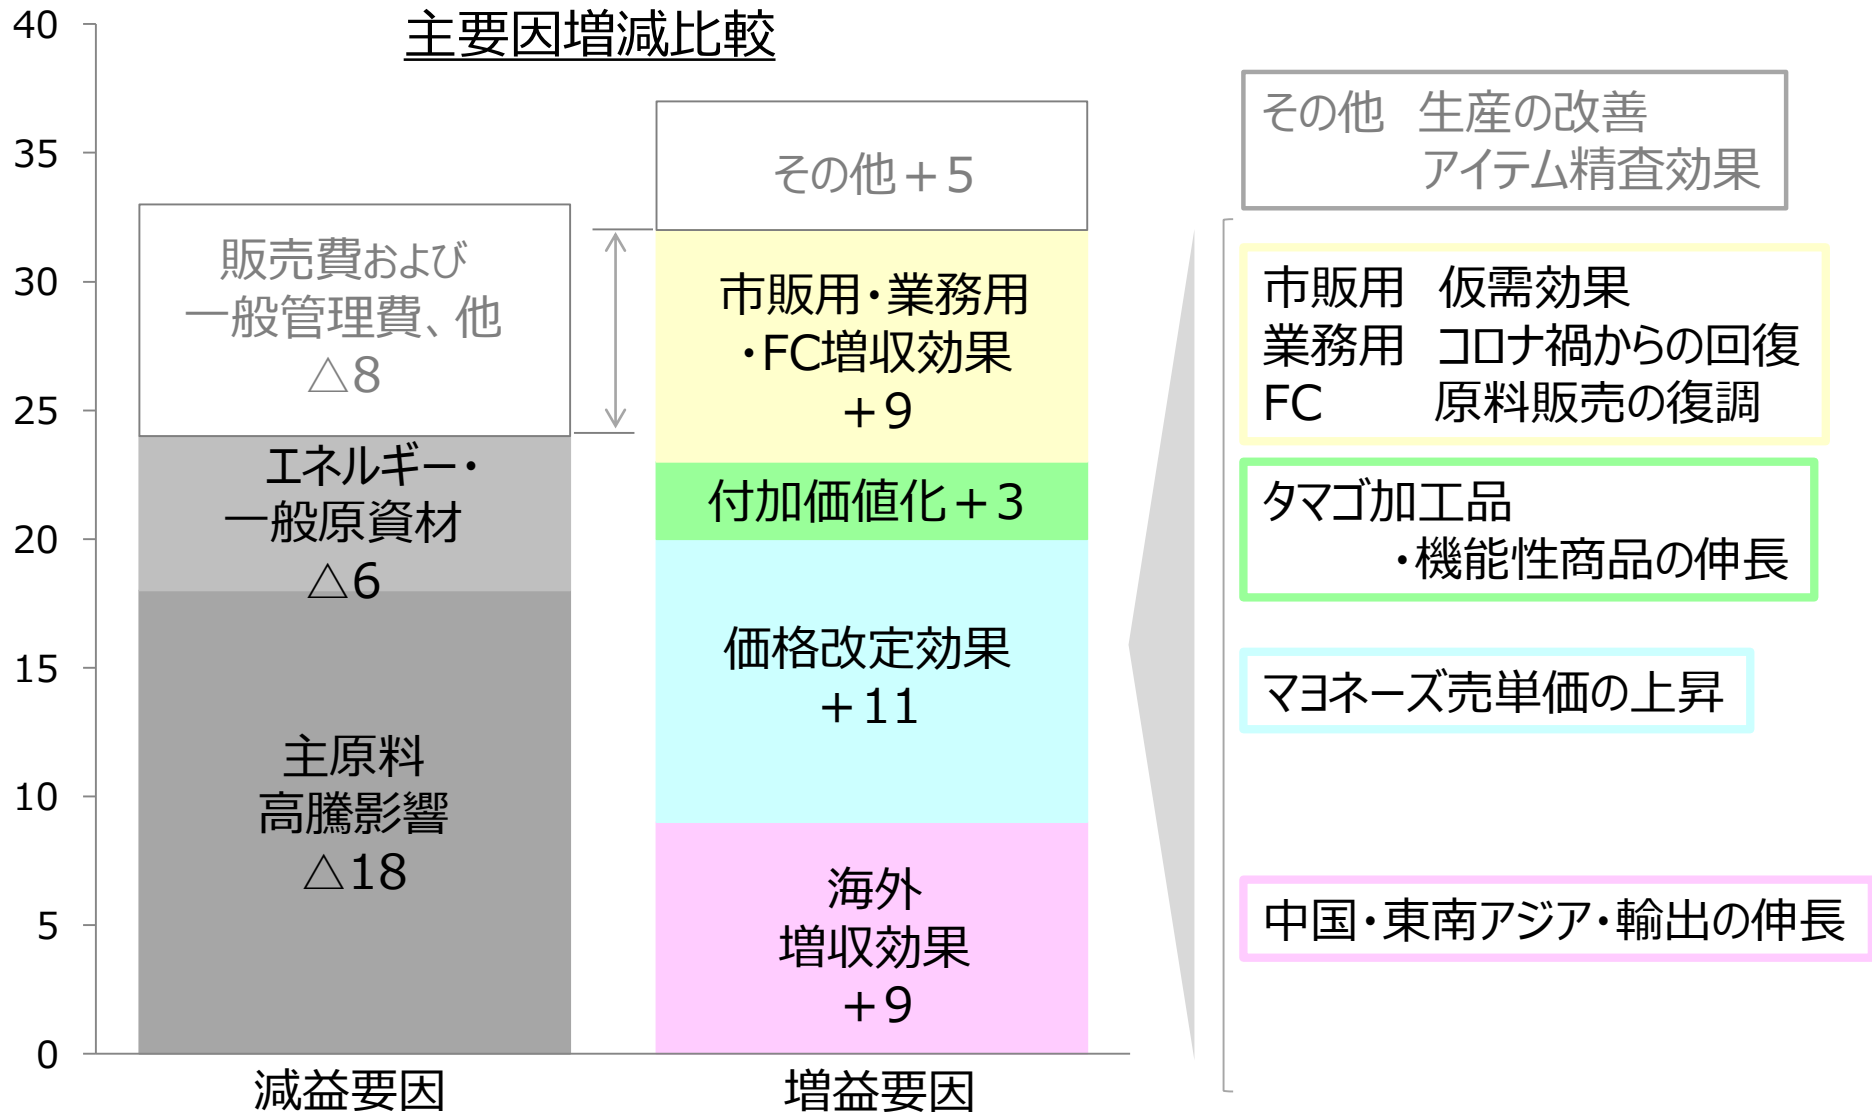 主要因増減比較
40
35
30
25
20
15
10
5
0
販売費および
一般管理費、他
△8
エネルギー・
一般原資材
△6
主原料
高騰影響
△18
減益要因
その他＋5
市販用・業務用
・FC増収効果
＋9
付加価値化＋3
価格改定効果
＋11
海外
増収効果
＋9
増益要因
その他 生産の改善
アイテム精査効果
市販用 仮需効果
業務用 コロナ禍からの回復
FC 原料販売の復調
タマゴ加工品
・機能性商品の伸長
マヨネーズ売単価の上昇
中国・東南アジア・輸出の伸長